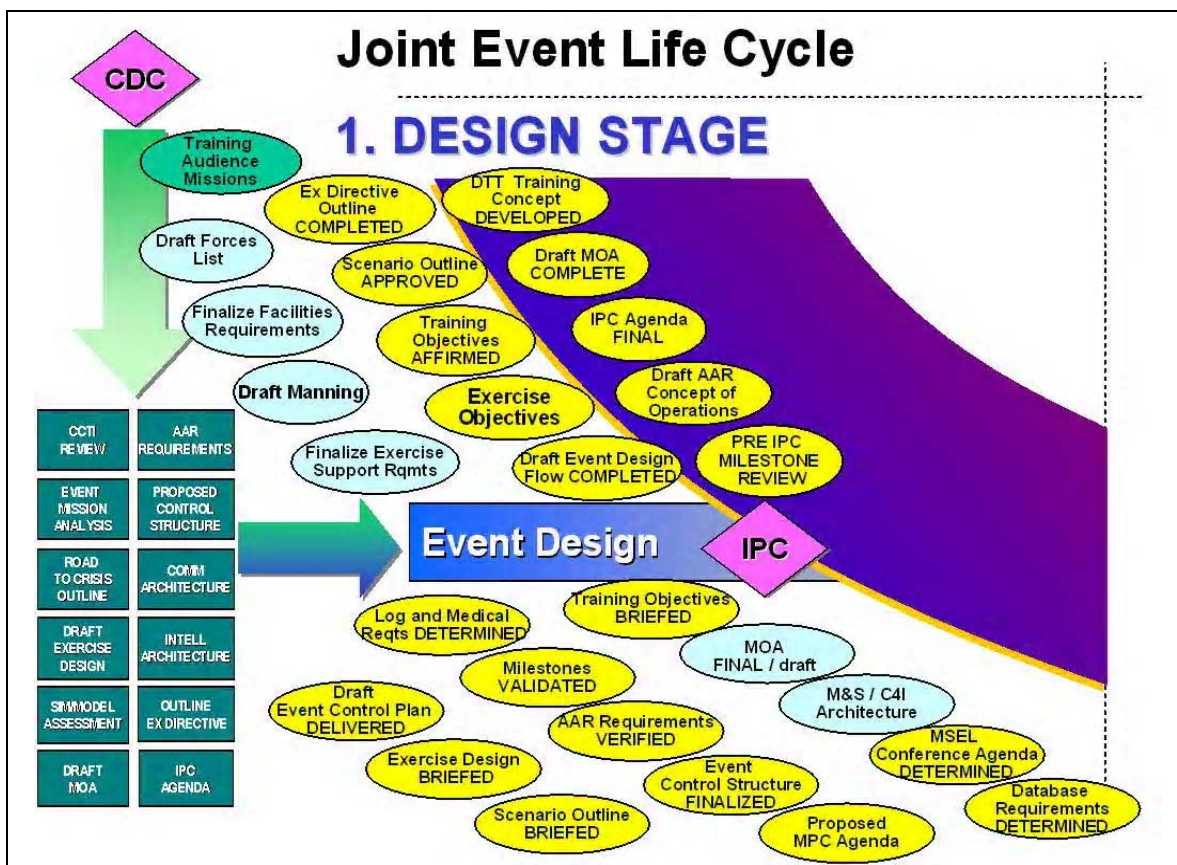 Joint Event Life Cycle
CDC
1. DESIGN STAGE
Training
Audience
Missions
Ex Directive
Outline
COMPLETED
DTT Training
Concept
DEVELOPED
Draft Forces
List
Scenario Outline
APPROVED
Draft MOA
COMPLETE
Finalize Facilities
Requirements
Training
Objectives
AFFIRMED
IPC Agenda
FINAL
Draft Manning
Exercise
Objectives
Draft AAR
Concept of
Operations
Finalize Exercise
Support Rqmts
Draft Event Design
Flow COMPLETED
PRE IPC
MILESTONE
REVIEW
CCTI
REVIEW
AAR
REQUIREMENTS
EVENT
MISSION
ANALYSIS
PROPOSED
CONTROL
STRUCTURE
ROAD
TO CRISIS
OUTLINE
COMM
ARCHITECTURE
DRAFT
EXERCISE
DESIGN
INTELL
ARCHITECTURE
SIM/MODEL
ASSESSMENT
OUTLINE
EX DIRECTIVE
DRAFT
MOA
IPC
AGENDA
Event Design
IPC
Log and Medical
Reqts DETERMINED
Training Objectives
BRIEFED
MOA
FINAL / draft
Milestones
VALIDATED
M&S / C4I
Architecture
Draft
Event Control Plan
DELIVERED
AAR Requirements
VERIFIED
MSEL
Conference Agenda
DETERMINED
Exercise Design
BRIEFED
Event
Control Structure
FINALIZED
Database
Requirements
DETERMINED
Scenario Outline
BRIEFED
Proposed
MPC Agenda